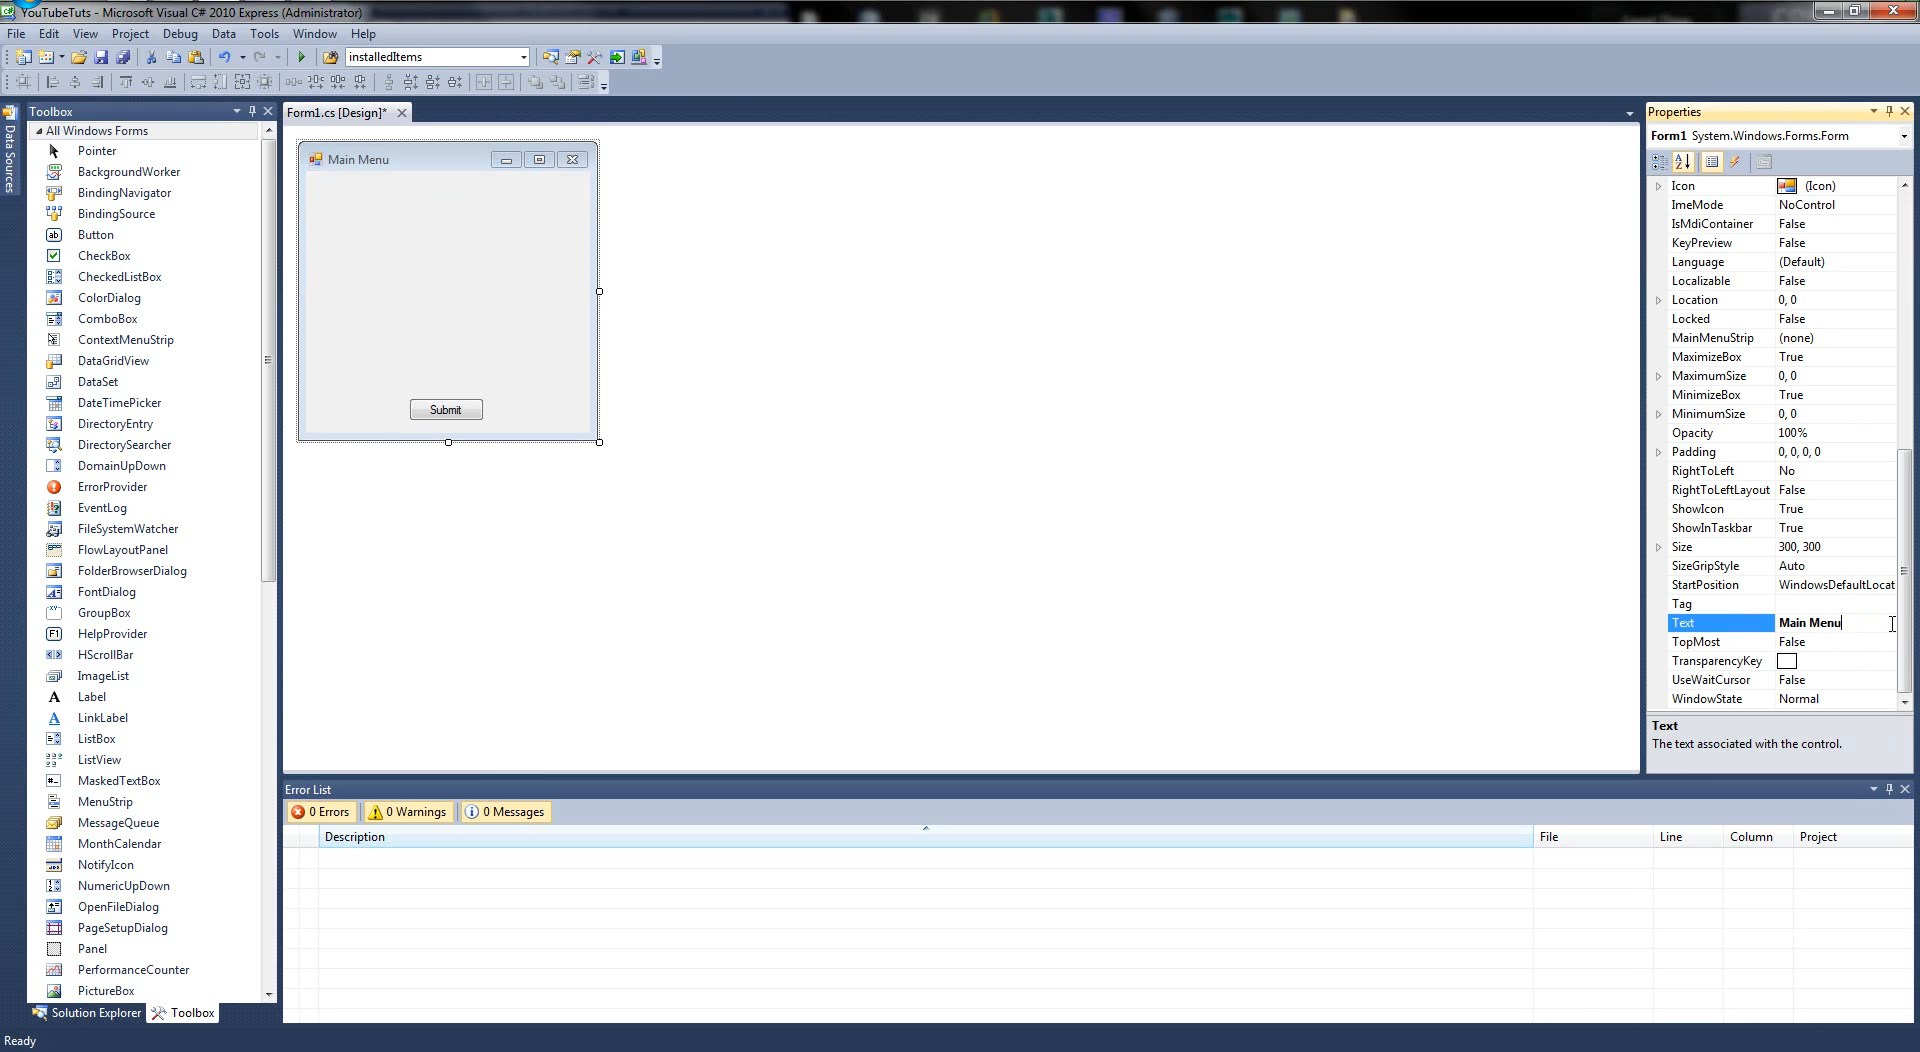 YouTubeTuts - Microsoft Visual C# 2010 Express (Administrator)
File Edit View Project Debug Data Tools Window Help
installedItems
Data Sources
Toolbox
All Windows Forms
Pointer
BackgroundWorker
BindingNavigator
BindingSource
Button
CheckBox
CheckedListBox
ColorDialog
ComboBox
ContextMenuStrip
DataGridView
DataSet
DateTimePicker
DirectoryEntry
DirectorySearcher
DomainUpDown
ErrorProvider
EventLog
FileSystemWatcher
FlowLayoutPanel
FolderBrowserDialog
FontDialog
GroupBox
HelpProvider
HScrollBar
ImageList
Label
LinkLabel
ListBox
ListView
MaskedTextBox
MenuStrip
MessageQueue
MonthCalendar
NotifyIcon
NumericUpDown
OpenFileDialog
PageSetupDialog
Panel
PerformanceCounter
PictureBox
Solution Explorer Toolbox
Form1.cs [Design]*
Main Menu
Submit
Properties
Form1 System.Windows.Forms.Form
Icon (Icon)
ImeMode NoControl
IsMdiContainer False
KeyPreview False
Language (Default)
Localizable False
Location 0, 0
Locked False
MainMenuStrip (none)
MaximizeBox True
MaximumSize 0, 0
MinimizeBox True
MinimumSize 0, 0
Opacity 100%
Padding 0, 0, 0, 0
RightToLeft No
RightToLeftLayout False
ShowIcon True
ShowInTaskbar True
Size 300, 300
SizeGripStyle Auto
StartPosition WindowsDefaultLocat
Tag
Text Main Menu
TopMost False
TransparencyKey
UseWaitCursor False
WindowState Normal
Text
The text associated with the control.
Error List
0 Errors 0 Warnings 0 Messages
Description File Line Column Project
Ready